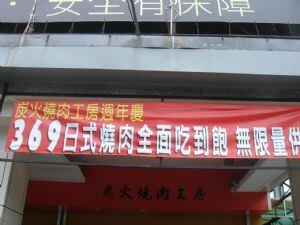 安全有保障
炭火燒肉工房週年慶
369日式燒肉全面吃到飽 無限量供
炭火燒肉工房